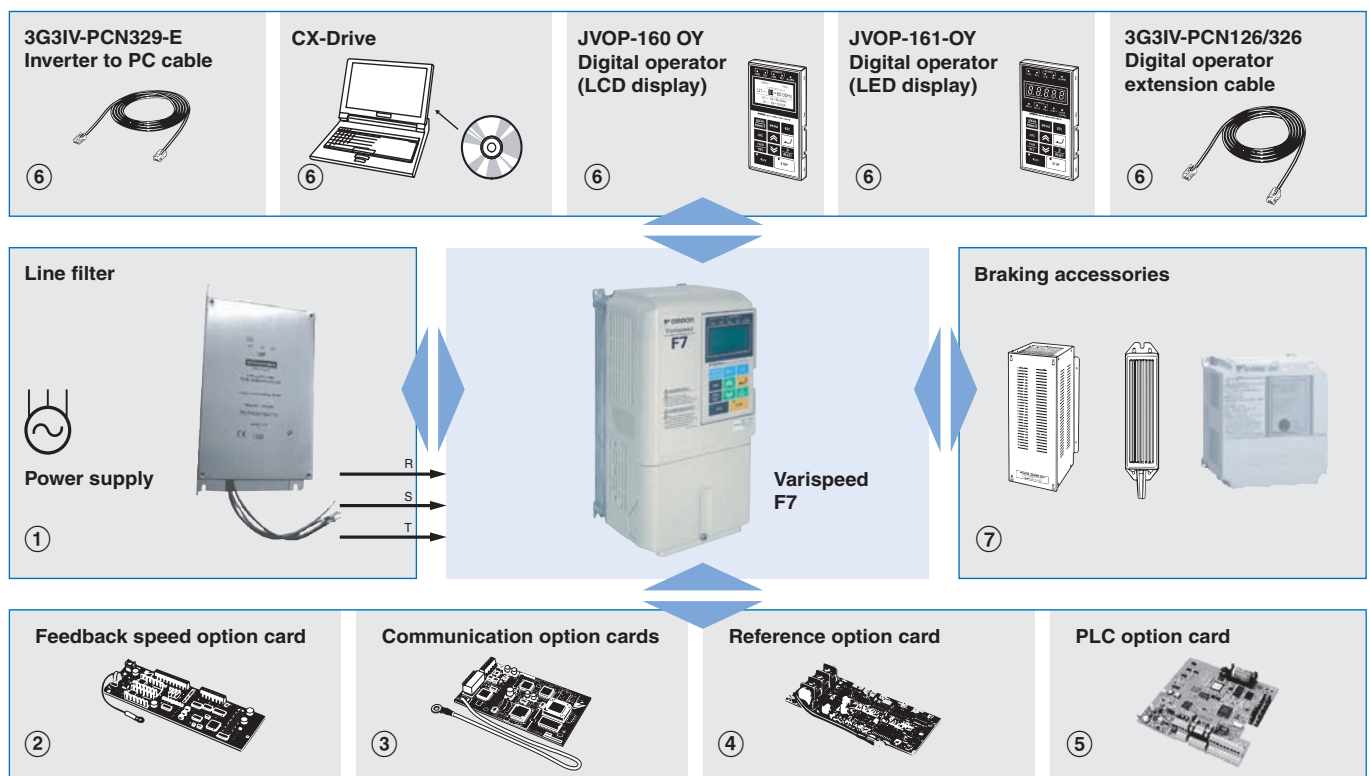 3G3IV-PCN329-E
Inverter to PC cable
⑥
CX-Drive
⑥
JVOP-160 OY
Digital operator
(LCD display)
⑥
JVOP-161-OY
Digital operator
(LED display)
⑥
3G3IV-PCN126/326
Digital operator
extension cable
⑥
Line filter
Power supply
①
R
S
T
OMRON
Varispeed
F7
Varispeed
F7
Braking accessories
⑦
Feedback speed option card
②
Communication option cards
③
Reference option card
④
PLC option card
⑤